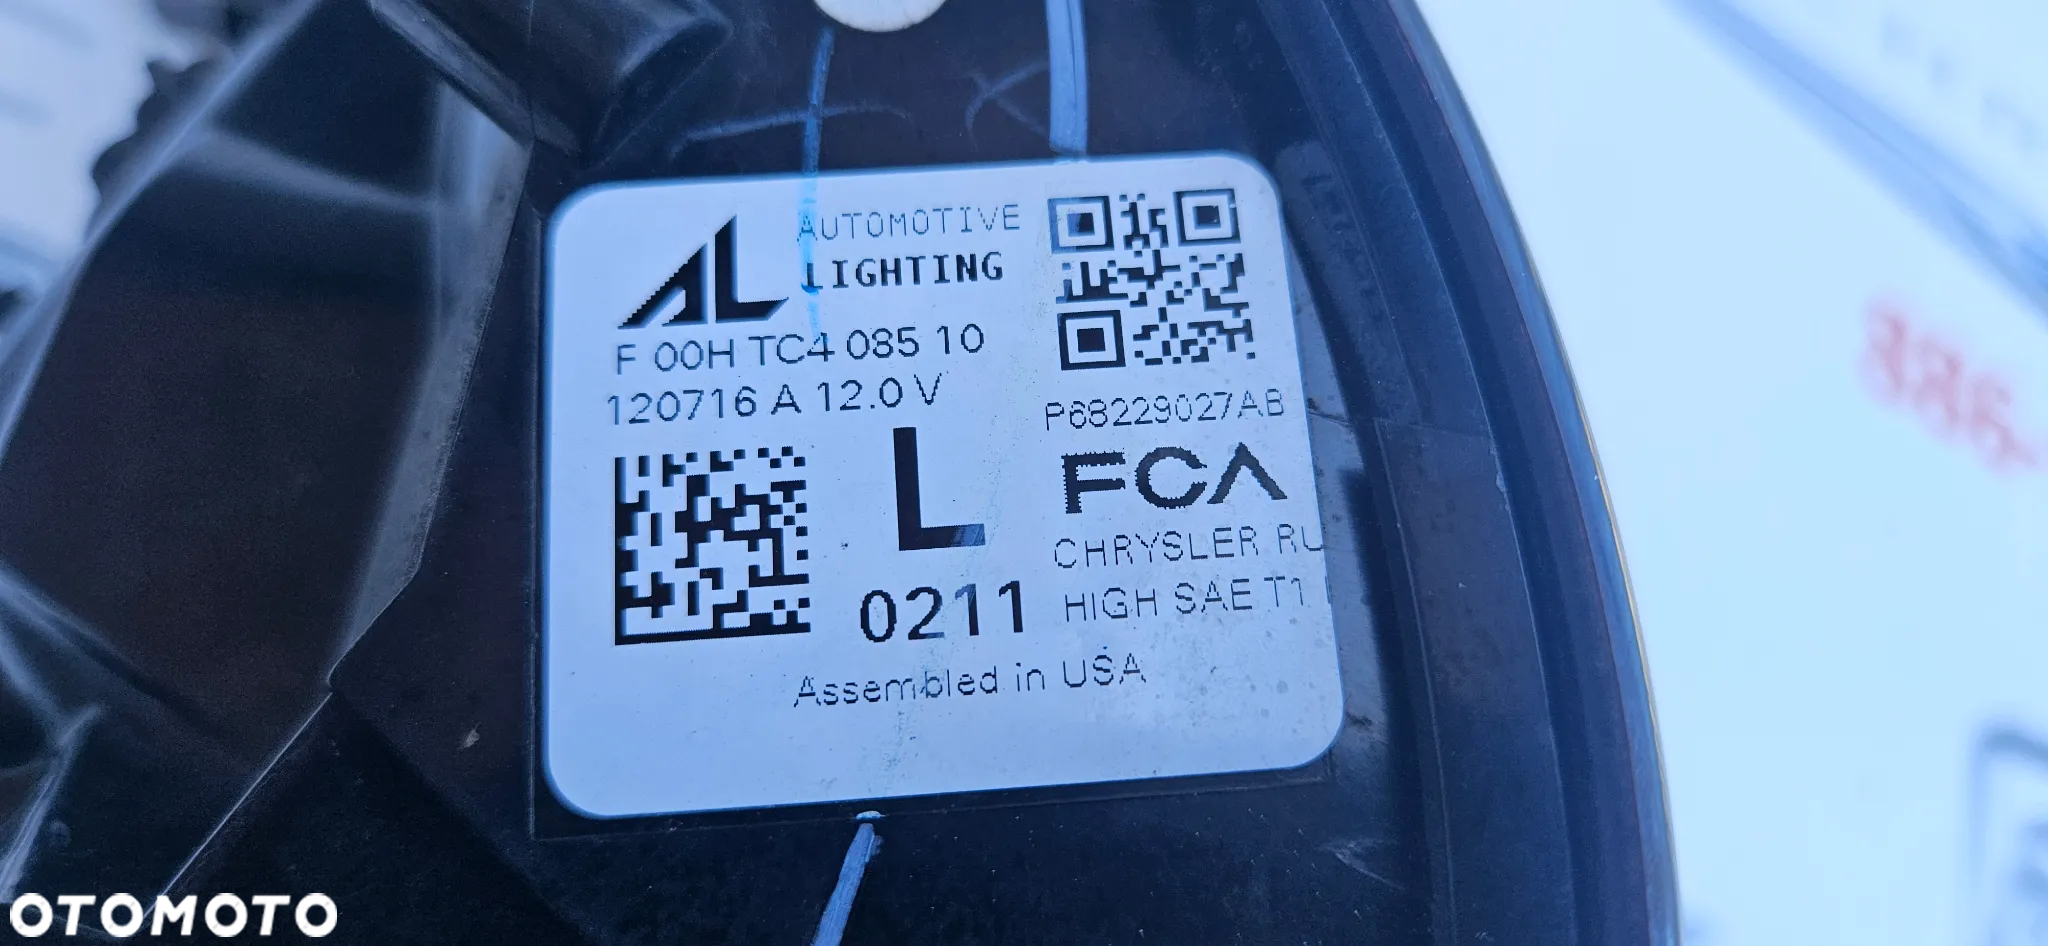 AL AUTOMOTIVE
LIGHTING
F 00H TC4 085 10
120716 A 12.0 V
P68229027AB
L
FCA
CHRYSLER RU
0211
HIGH SAE T1
Assembled in USA
OTOMOTO